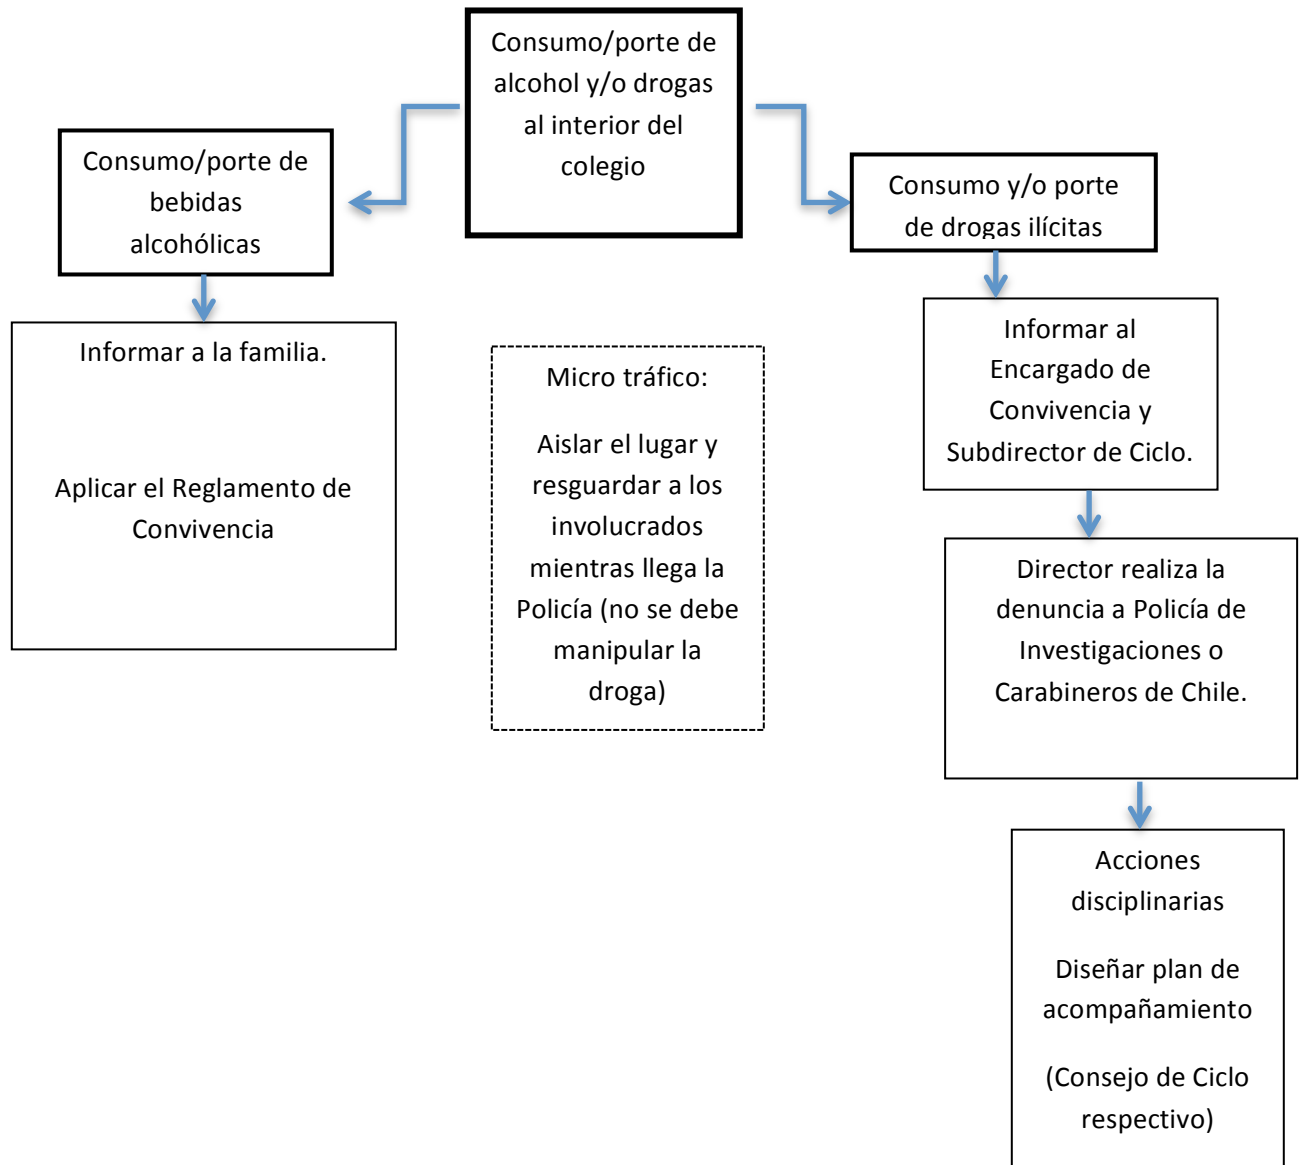 Consumo/porte de
alcohol y/o drogas
al interior del
colegio
Consumo/porte de
bebidas
alcohólicas
Consumo y/o porte
de drogas ilícitas
Informar a la familia.
Aplicar el Reglamento de
Convivencia
Micro tráfico:
Aislar el lugar y
resguardar a los
involucrados
mientras llega la
Policía (no se debe
manipular la
droga)
Informar al
Encargado de
Convivencia y
Subdirector de Ciclo.
Director realiza la
denuncia a Policía de
Investigaciones o
Carabineros de Chile.
Acciones
disciplinarias
Diseñar plan de
acompañamiento
(Consejo de Ciclo
respectivo)